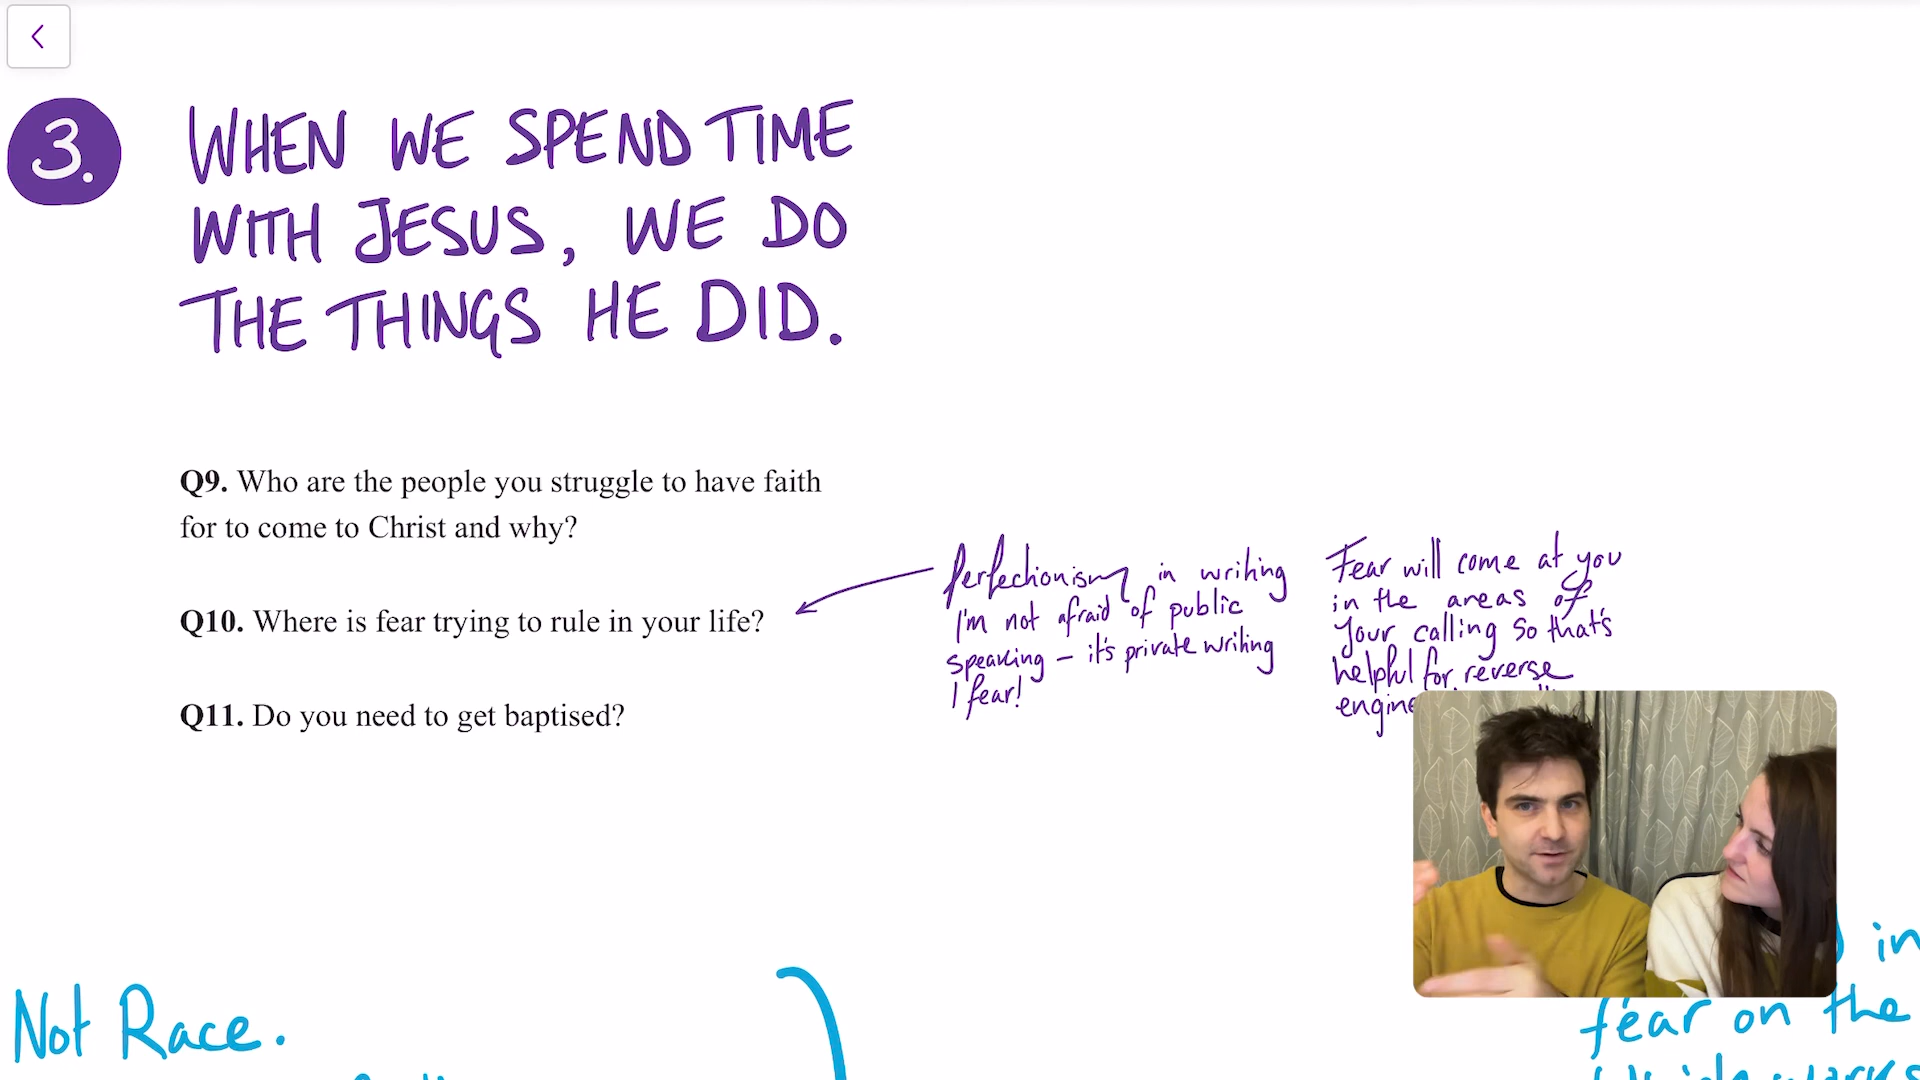 3.
WHEN WE SPEND TIME
WITH JESUS, WE DO
THE THINGS HE DID.
Q9. Who are the people you struggle to have faith
for to come to Christ and why?
Q10. Where is fear trying to rule in your life?
Q11. Do you need to get baptised?
Perfectionism in writing
I'm not afraid of public
speaking – it's private writing
I fear!
Fear will come at you
in the areas of
your calling so that's
helpful for reverse
Not Race.
in
fear on the